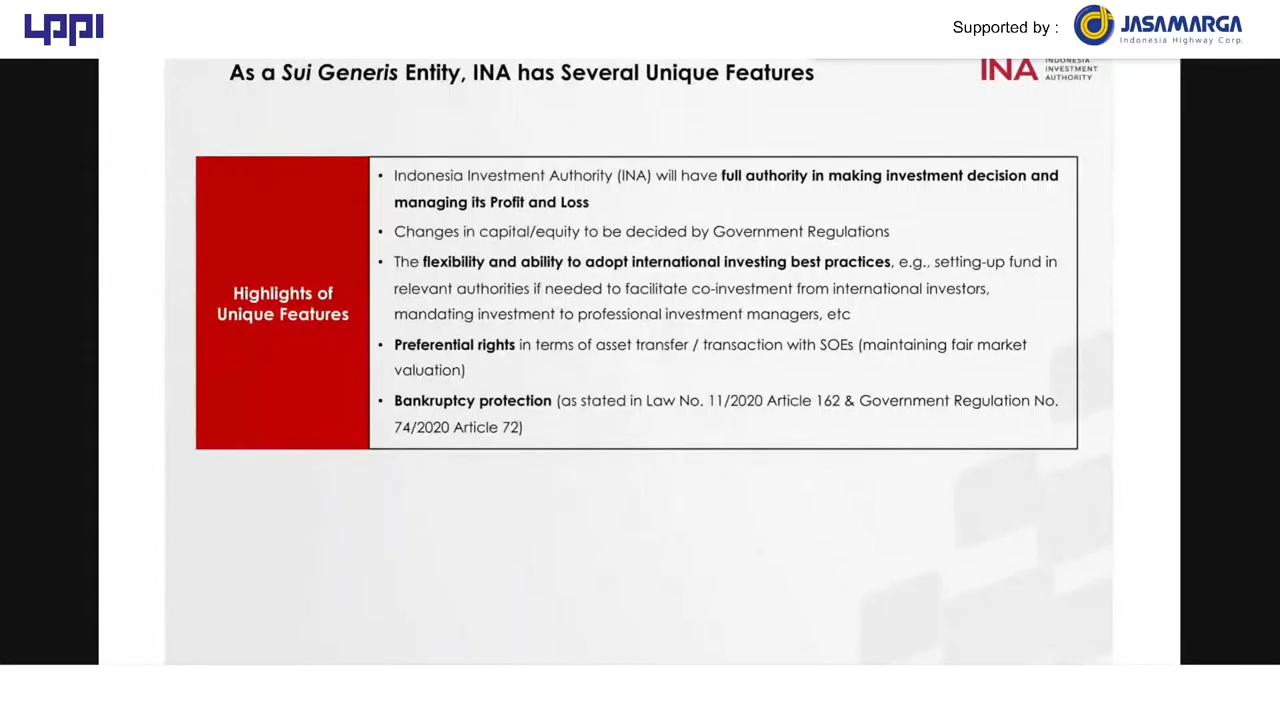 LPPI
Supported by :
JASAMARGA
Indonesia Highway Corp.
As a Sui Generis Entity, INA has Several Unique Features
INA
INDONESIA
INVESTMENT
AUTHORITY
Highlights of
Unique Features
• Indonesia Investment Authority (INA) will have full authority in making investment decision and
managing its Profit and Loss
• Changes in capital/equity to be decided by Government Regulations
• The flexibility and ability to adopt international investing best practices, e.g., setting-up fund in
relevant authorities if needed to facilitate co-investment from international investors,
mandating investment to professional investment managers, etc
• Preferential rights in terms of asset transfer / transaction with SOEs (maintaining fair market
valuation)
• Bankruptcy protection (as stated in Law No. 11/2020 Article 162 & Government Regulation No.
74/2020 Article 72)